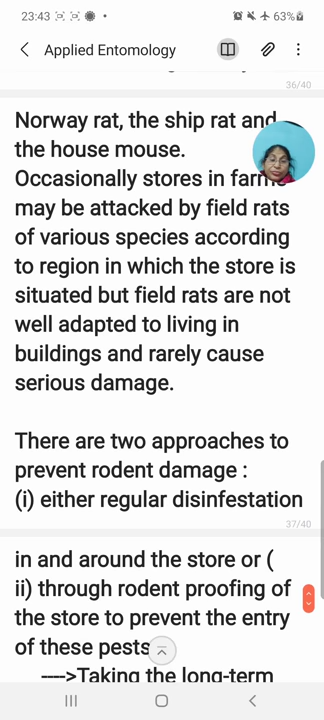 23:43
63%
Applied Entomology
36/40
Norway rat, the ship rat and
the house mouse.
Occasionally stores in farms
may be attacked by field rats
of various species according
to region in which the store is
situated but field rats are not
well adapted to living in
buildings and rarely cause
serious damage.
There are two approaches to
prevent rodent damage :
(i) either regular disinfestation
37/40
in and around the store or (
ii) through rodent proofing of
the store to prevent the entry
of these pests
---->Taking the long-term